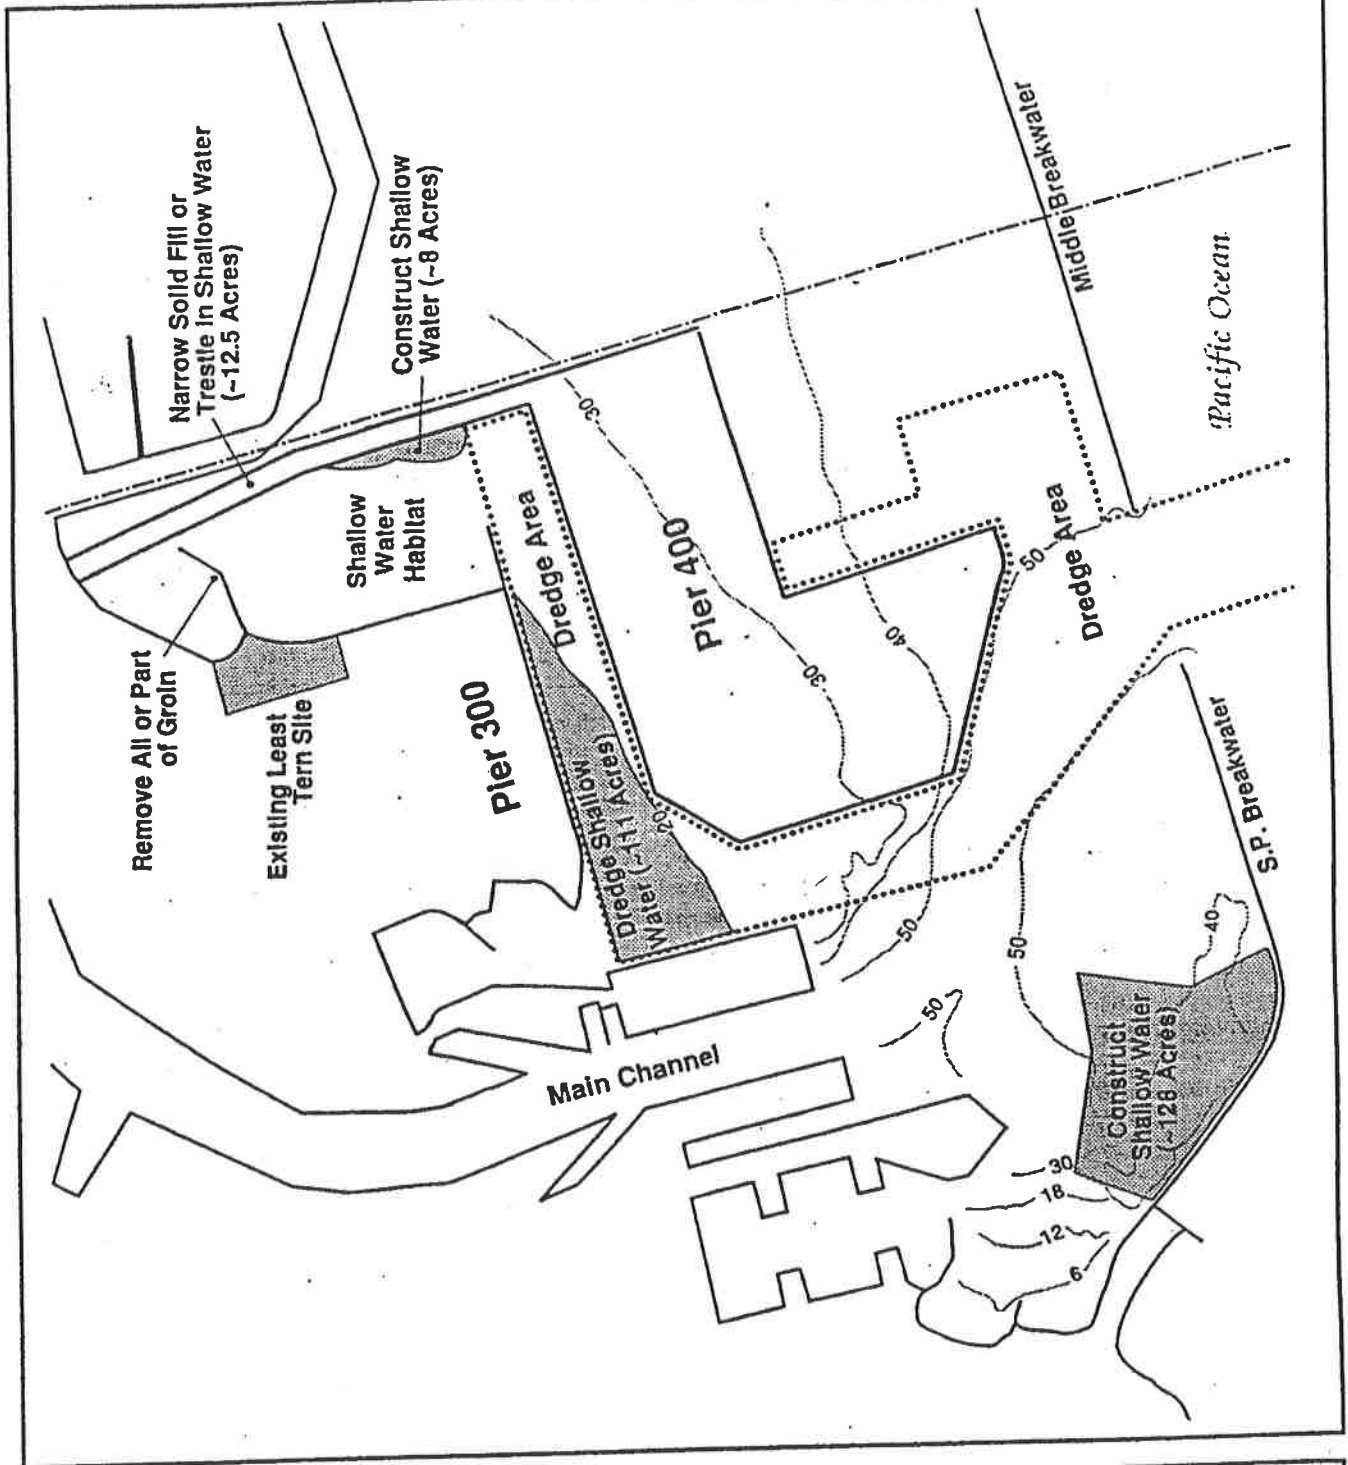 Narrow Solid Fill or
Trestle In Shallow Water
(~12.5 Acres)
Construct Shallow
Water (~8 Acres)
Middle Breakwater
Pacific Ocean
Remove All or Part
of Groin
Existing Least
Tern Site
Shallow
Water
Habitat
Pier 300
Dredge Area
Pier 400
Dredge Shallow
Water (~111 Acres)
20
30
30
40
50
Dredge Area
Main Channel
50
50
50
40
S.P. Breakwater
Construct
Shallow Water
(~128 Acres)
30
18
12
6